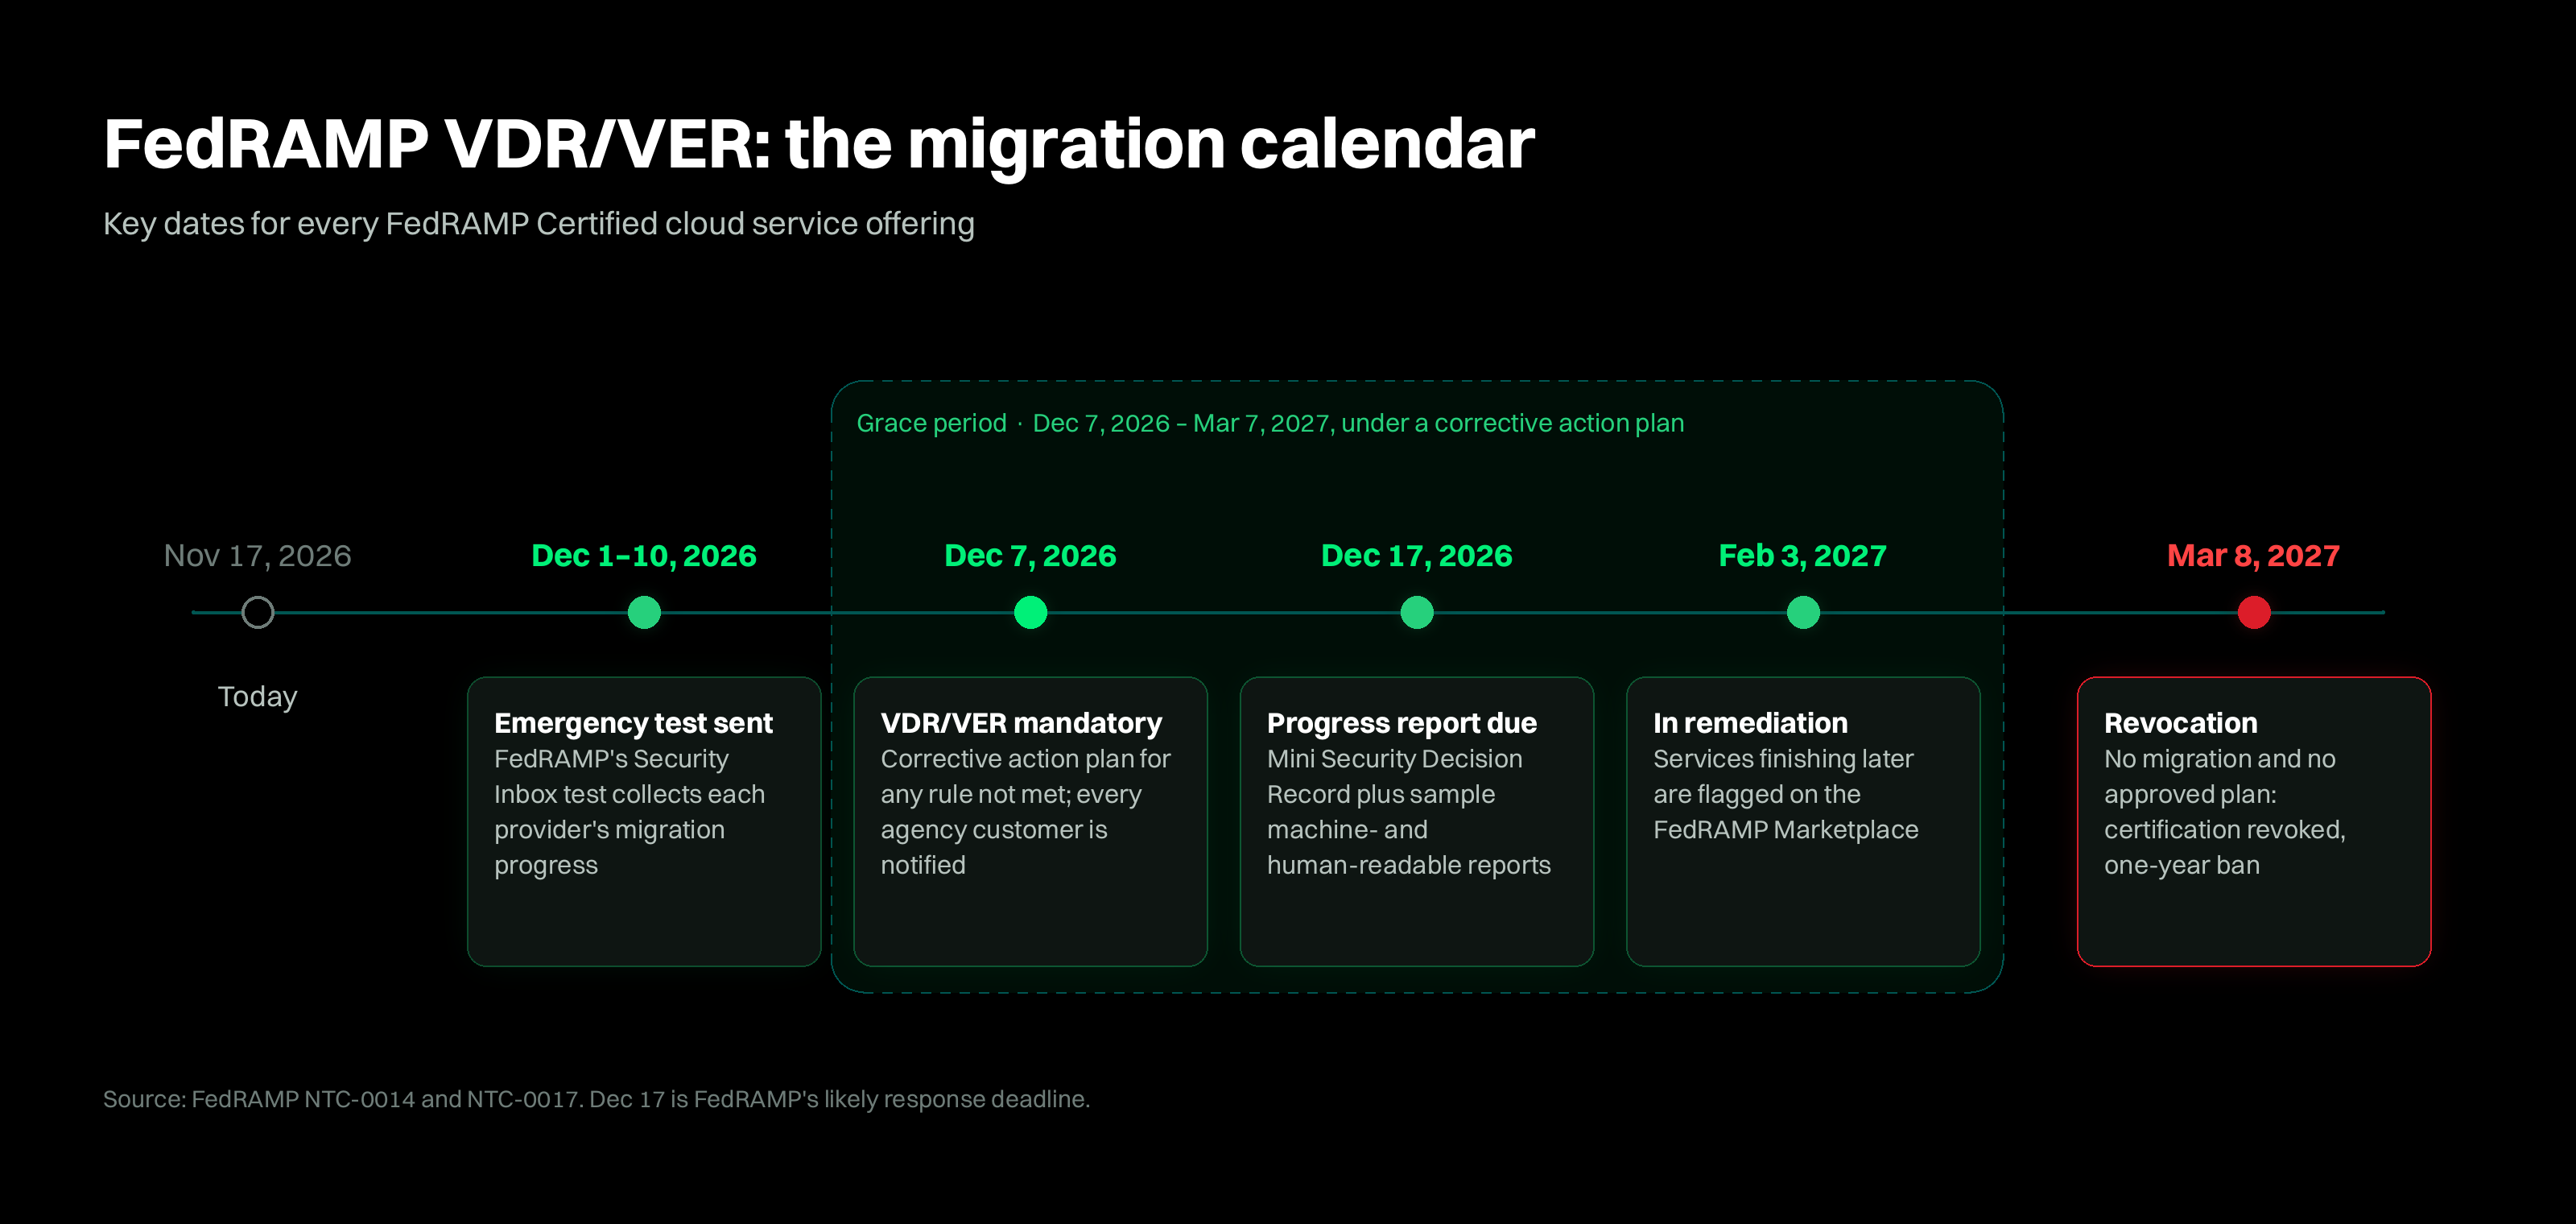 FedRAMP VDR/VER: the migration calendar
Key dates for every FedRAMP Certified cloud service offering
Grace period · Dec 7, 2026 – Mar 7, 2027, under a corrective action plan
Nov 17, 2026
Today
Dec 1–10, 2026
Emergency test sent
FedRAMP's Security
Inbox test collects each
provider's migration
progress
Dec 7, 2026
VDR/VER mandatory
Corrective action plan for
any rule not met; every
agency customer is
notified
Dec 17, 2026
Progress report due
Mini Security Decision
Record plus sample
machine- and
human-readable reports
Feb 3, 2027
In remediation
Services finishing later
are flagged on the
FedRAMP Marketplace
Mar 8, 2027
Revocation
No migration and no
approved plan:
certification revoked,
one-year ban
Source: FedRAMP NTC-0014 and NTC-0017. Dec 17 is FedRAMP's likely response deadline.